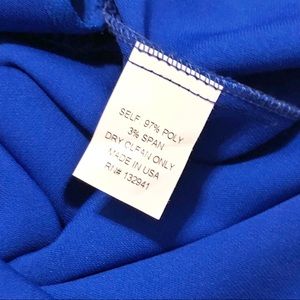 SELF 97% POLY
3% SPAN
DRY CLEAN ONLY
MADE IN USA
RN# 132941